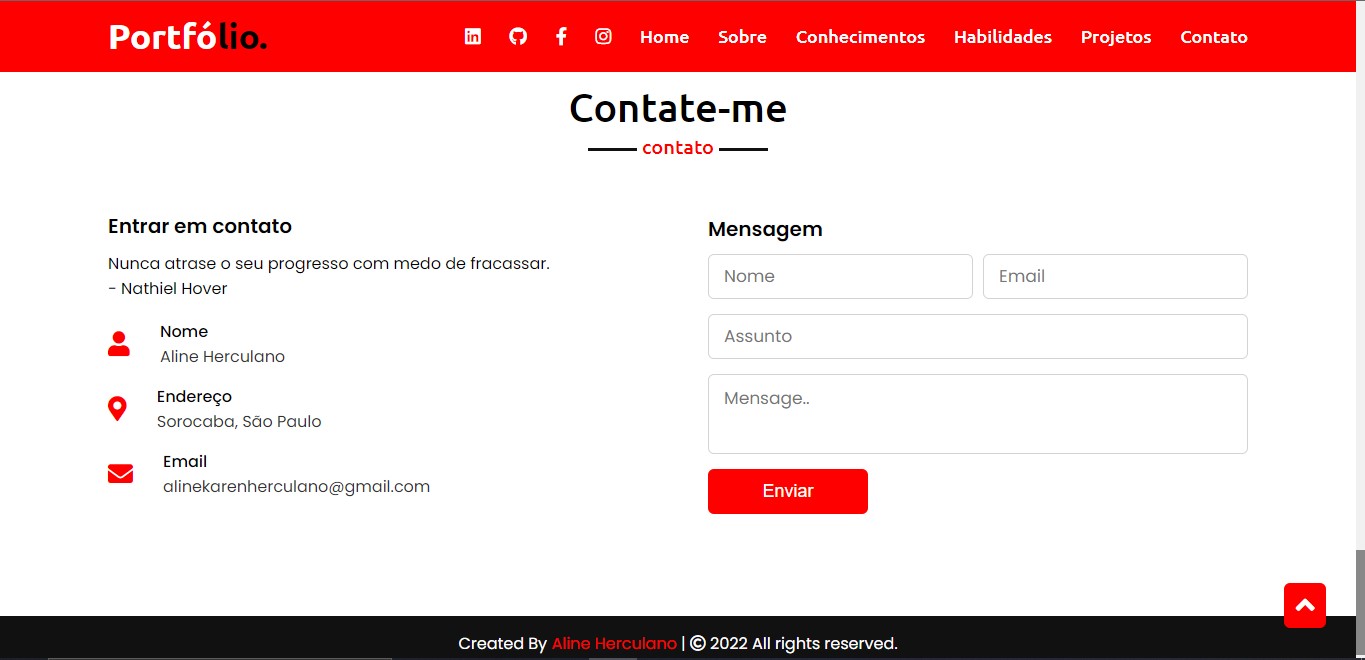 Portfólio.
Home Sobre Conhecimentos Habilidades Projetos Contato
Contate-me
contato
Entrar em contato
Nunca atrase o seu progresso com medo de fracassar.
- Nathiel Hover
Nome
Aline Herculano
Endereço
Sorocaba, São Paulo
Email
alinekarenherculano@gmail.com
Mensagem
Nome Email
Assunto
Mensage..
Enviar
Created By Aline Herculano | © 2022 All rights reserved.